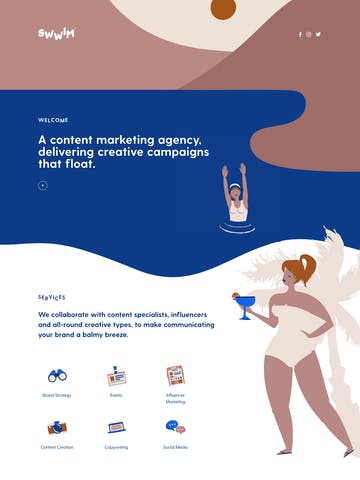 SWWIM
WELCOME
A content marketing agency,
delivering creative campaigns
that float.
SERVICES
We collaborate with content specialists, influencers
and all-round creative types, to make communicating
your brand a balmy breeze.
Brand Strategy
Events
Influencer
Marketing
Content Creation
Copywriting
Social Media